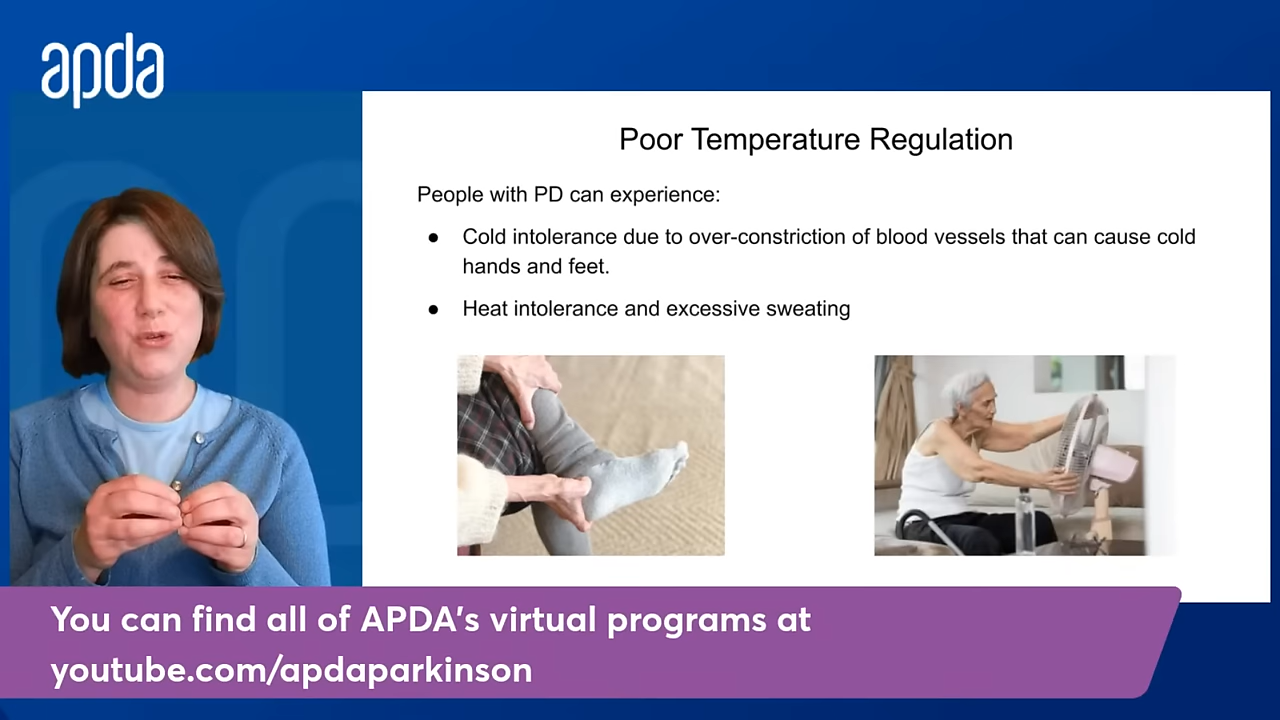 apda
Poor Temperature Regulation
People with PD can experience:
● Cold intolerance due to over-constriction of blood vessels that can cause cold
hands and feet.
● Heat intolerance and excessive sweating
You can find all of APDA's virtual programs at
youtube.com/apdaparkinson